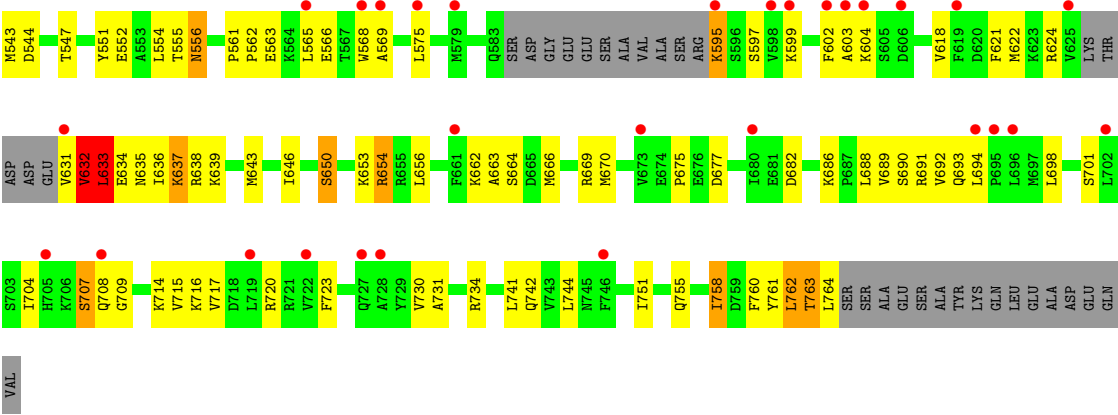 M543 D544 T547 Y551 E552 A553 L554 T555 N556 P561 P562 E563 K564 L565 E566 T567 W568 A569 L575 M579 Q583 SER ASP GLY GLU GLU SER ALA VAL ALA SER ARG K595 S596 S597 V598 K599 F602 A603 K604 S605 D606 V618 F619 D620 F621 M622 K623 R624 V625 LYS THR
ASP ASP GLU V631 V632 L633 E634 N635 I636 K637 R638 K639 M643 I646 S650 K653 R654 R655 L656 F661 K662 A663 S664 D665 M666 R669 M670 V673 E674 P675 E676 D677 I680 E681 D682 K686 P687 L688 V689 S690 R691 V692 Q693 L694 P695 L696 M697 L698 S701 L702
S703 I704 H705 K706 S707 Q708 G709 K714 V715 K716 V717 D718 L719 R720 R721 V722 F723 Q727 A728 Y729 V730 A731 R734 L741 Q742 V743 L744 N745 F746 I751 Q755 I758 D759 F760 Y761 L762 T763 L764 SER SER ALA GLU SER ALA TYR LYS GLN LEU GLU ALA ASP GLU GLN
VAL